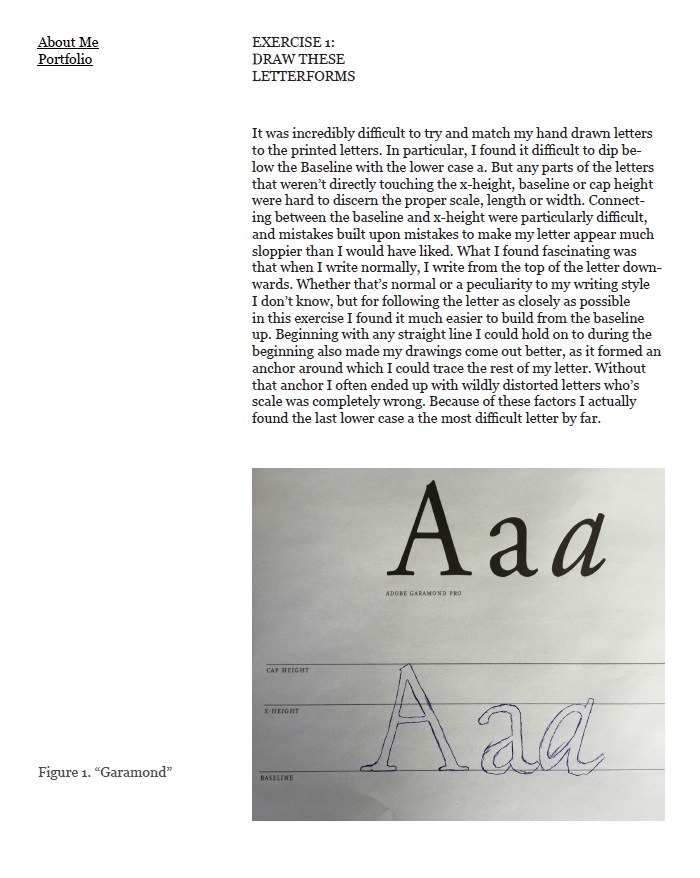 About Me
Portfolio
EXERCISE 1:
DRAW THESE
LETTERFORMS
It was incredibly difficult to try and match my hand drawn letters
to the printed letters. In particular, I found it difficult to dip be-
low the Baseline with the lower case a. But any parts of the letters
that weren’t directly touching the x-height, baseline or cap height
were hard to discern the proper scale, length or width. Connect-
ing between the baseline and x-height were particularly difficult,
and mistakes built upon mistakes to make my letter appear much
sloppier than I would have liked. What I found fascinating was
that when I write normally, I write from the top of the letter down-
wards. Whether that’s normal or a peculiarity to my writing style
I don’t know, but for following the letter as closely as possible
in this exercise I found it much easier to build from the baseline
up. Beginning with any straight line I could hold on to during the
beginning also made my drawings come out better, as it formed an
anchor around which I could trace the rest of my letter. Without
that anchor I often ended up with wildly distorted letters who’s
scale was completely wrong. Because of these factors I actually
found the last lower case a the most difficult letter by far.
Aaa
ADOBE GARAMOND PRO
CAP HEIGHT
X-HEIGHT
Aaa
BASELINE
Figure 1. “Garamond”